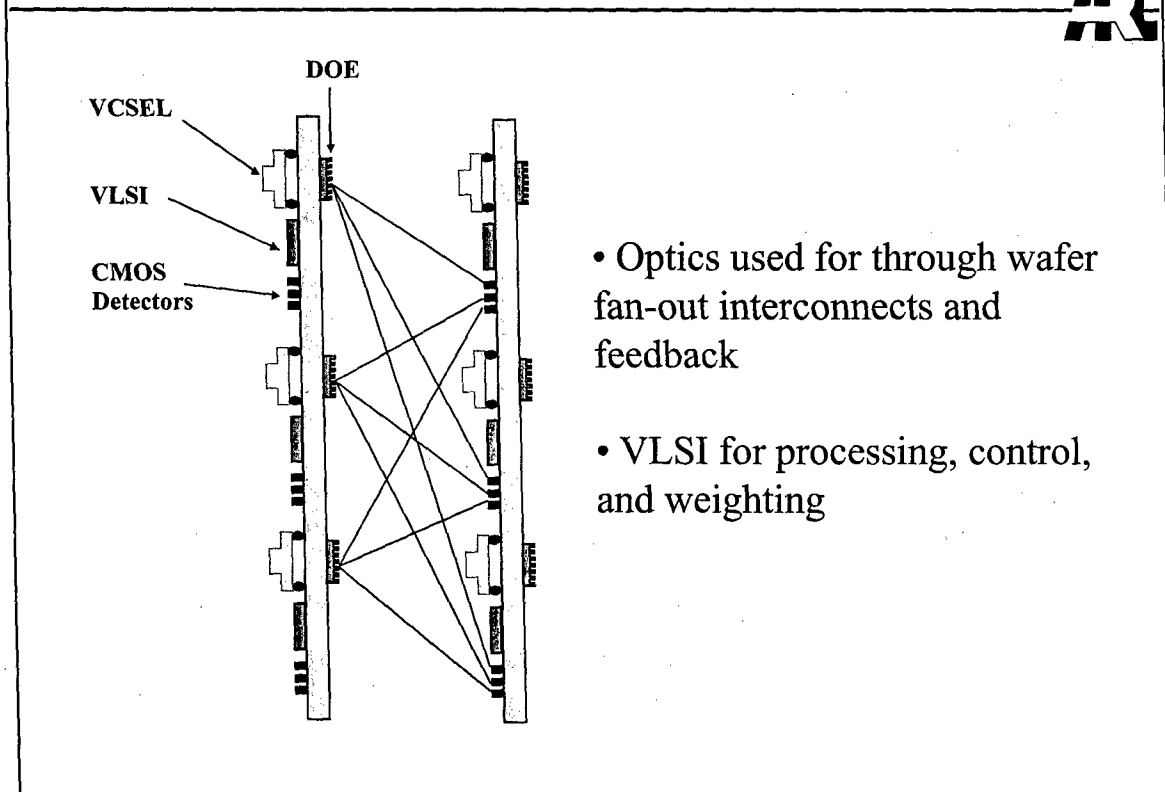 DOE
VCSEL
VLSI
CMOS
Detectors
• Optics used for through wafer
fan-out interconnects and
feedback
• VLSI for processing, control,
and weighting